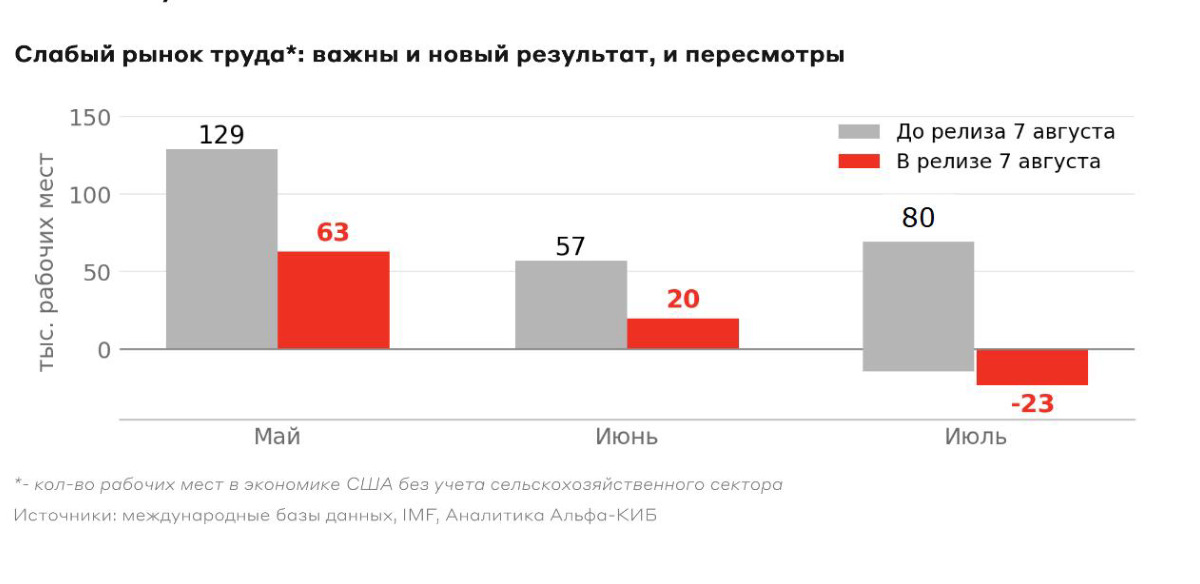 Слабый рынок труда*: важны и новый результат, и пересмотры
тыс. рабочих мест
150
100
50
0
До релиза 7 августа
В релизе 7 августа
129
63
57
20
80
-23
Май
Июнь
Июль
*- кол-во рабочих мест в экономике США без учета сельскохозяйственного сектора
Источники: международные базы данных, IMF, Аналитика Альфа-КИБ